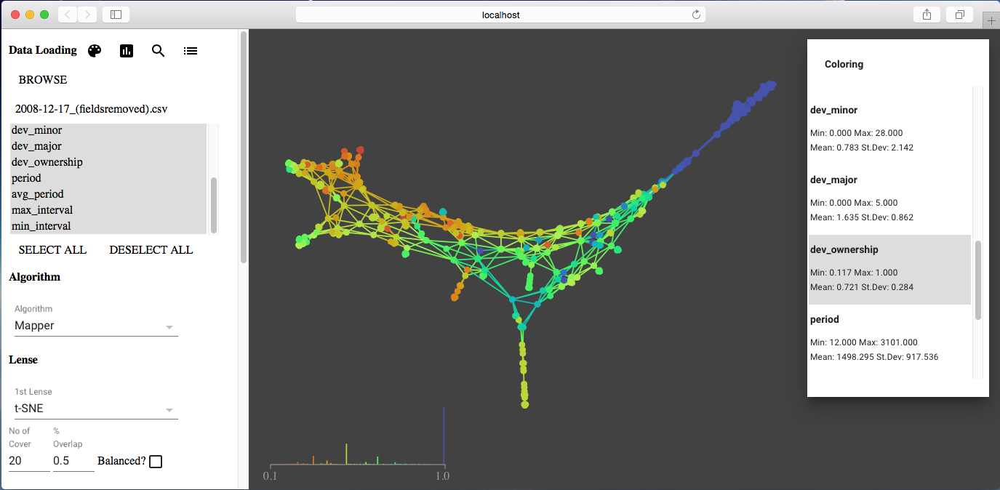 localhost
Data Loading
BROWSE
2008-12-17_(fieldsremoved).csv
dev_minor
dev_major
dev_ownership
period
avg_period
max_interval
min_interval
SELECT ALL DESELECT ALL
Algorithm
Algorithm
Mapper
Lense
1st Lense
t-SNE
No of Cover
% Overlap
20
0.5
Balanced?
0.1
1.0
Coloring
dev_minor
Min: 0.000 Max: 28.000
Mean: 0.783 St.Dev: 2.142
dev_major
Min: 0.000 Max: 5.000
Mean: 1.635 St.Dev: 0.862
dev_ownership
Min: 0.117 Max: 1.000
Mean: 0.721 St.Dev: 0.284
period
Min: 12.000 Max: 3101.000
Mean: 1498.295 St.Dev: 917.536